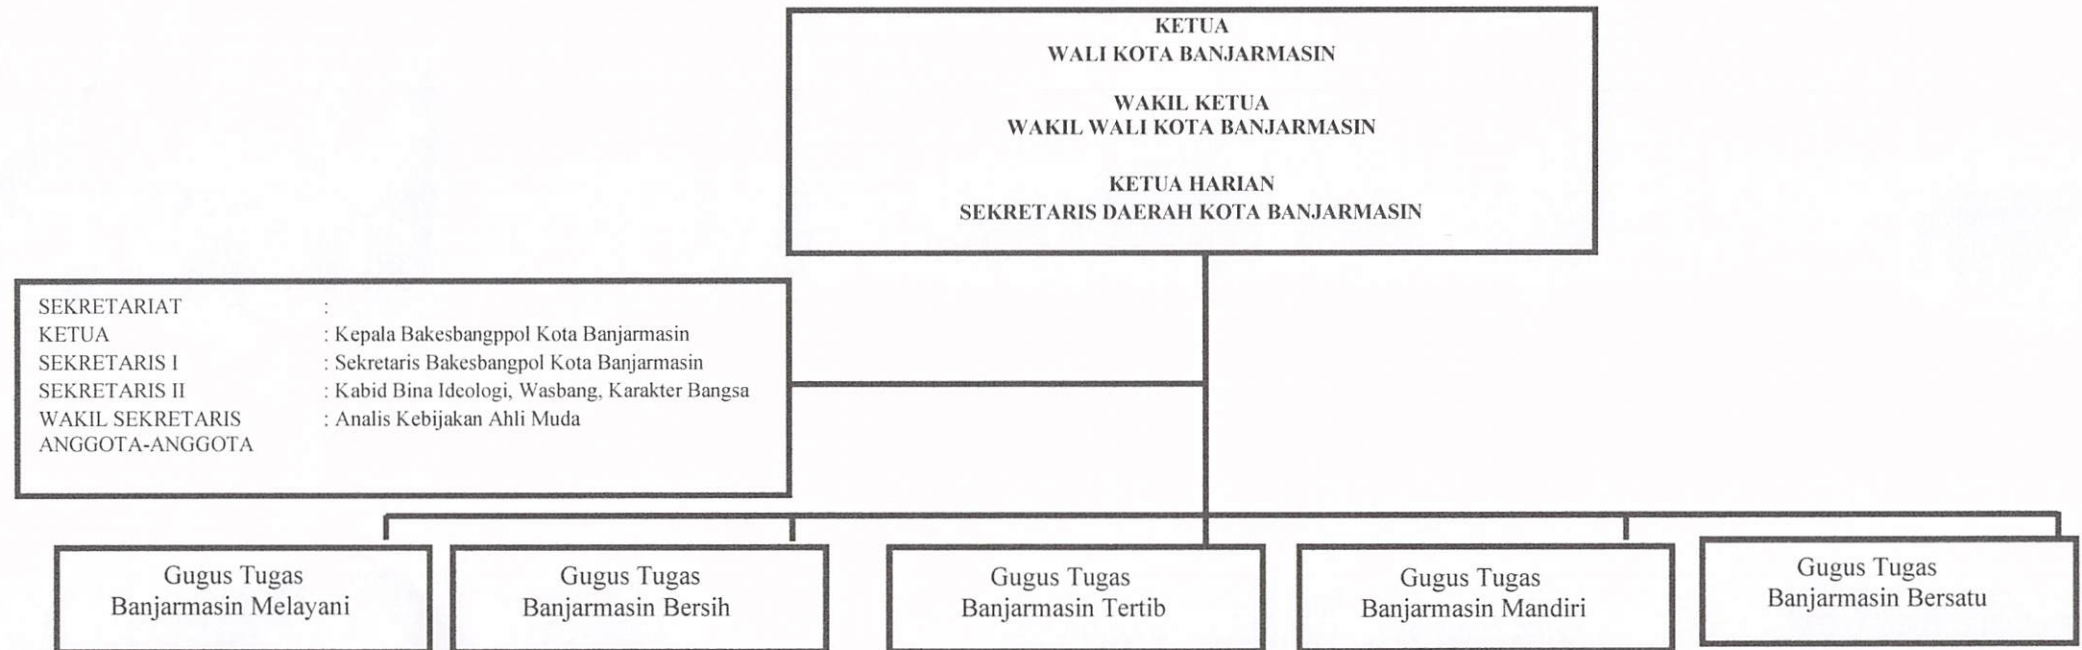 KETUA
WALI KOTA BANJARMASIN
WAKIL KETUA
WAKIL WALI KOTA BANJARMASIN
KETUA HARIAN
SEKRETARIS DAERAH KOTA BANJARMASIN
SEKRETARIAT :
KETUA : Kepala Bakesbangppol Kota Banjarmasin
SEKRETARIS I : Sekretaris Bakesbangpol Kota Banjarmasin
SEKRETARIS II : Kabid Bina Ideologi, Wasbang, Karakter Bangsa
WAKIL SEKRETARIS : Analis Kebijakan Ahli Muda
ANGGOTA-ANGGOTA
Gugus Tugas
Banjarmasin Melayani
Gugus Tugas
Banjarmasin Bersih
Gugus Tugas
Banjarmasin Tertib
Gugus Tugas
Banjarmasin Mandiri
Gugus Tugas
Banjarmasin Bersatu